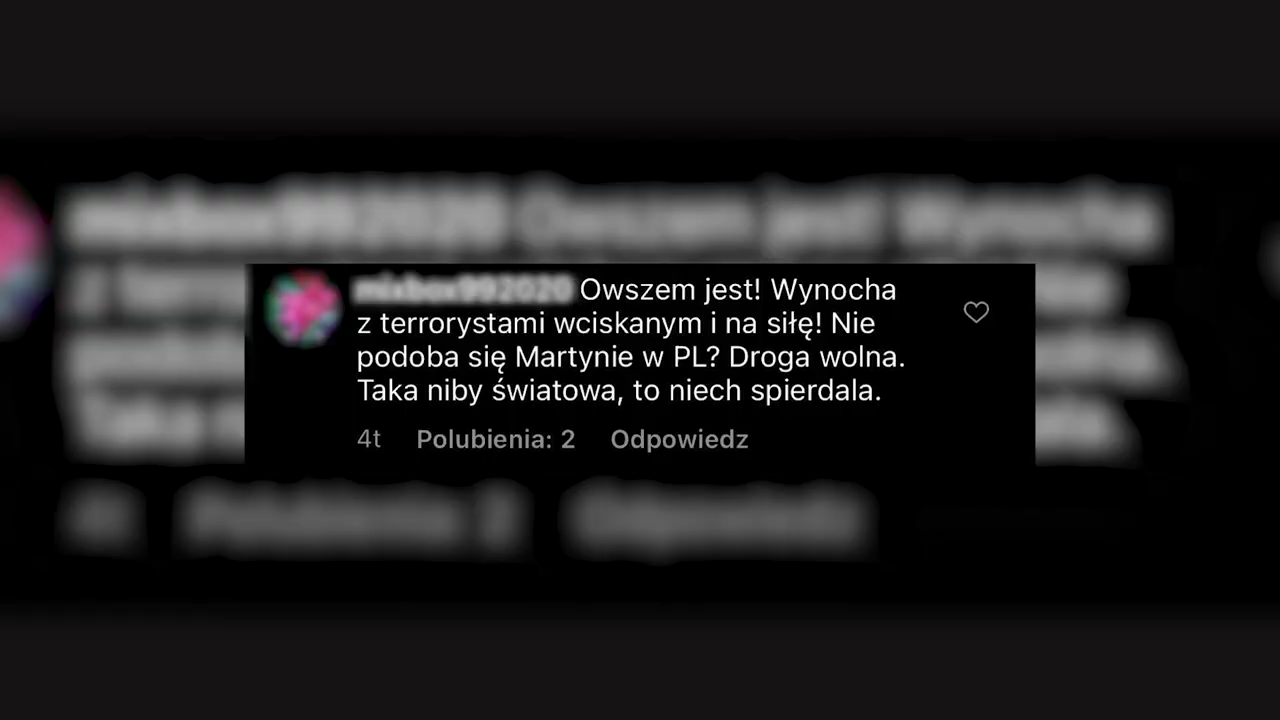 Owszem jest! Wynocha
z terrorystami wciskanym i na siłę! Nie
podoba się Martynie w PL? Droga wolna.
Taka niby światowa, to niech spierdala.
4t Polubienia: 2 Odpowiedz